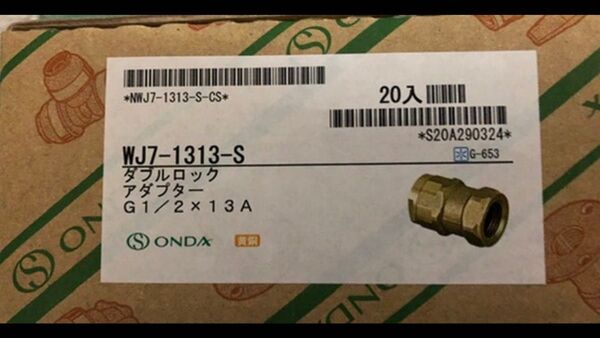 *NWJ7-1313-S-CS*
20入
*S20A290324*
WJ7-1313-S
G-653
ダブルロック
アダプター
G1/2×13A
ONDA
黄銅
S ONDA